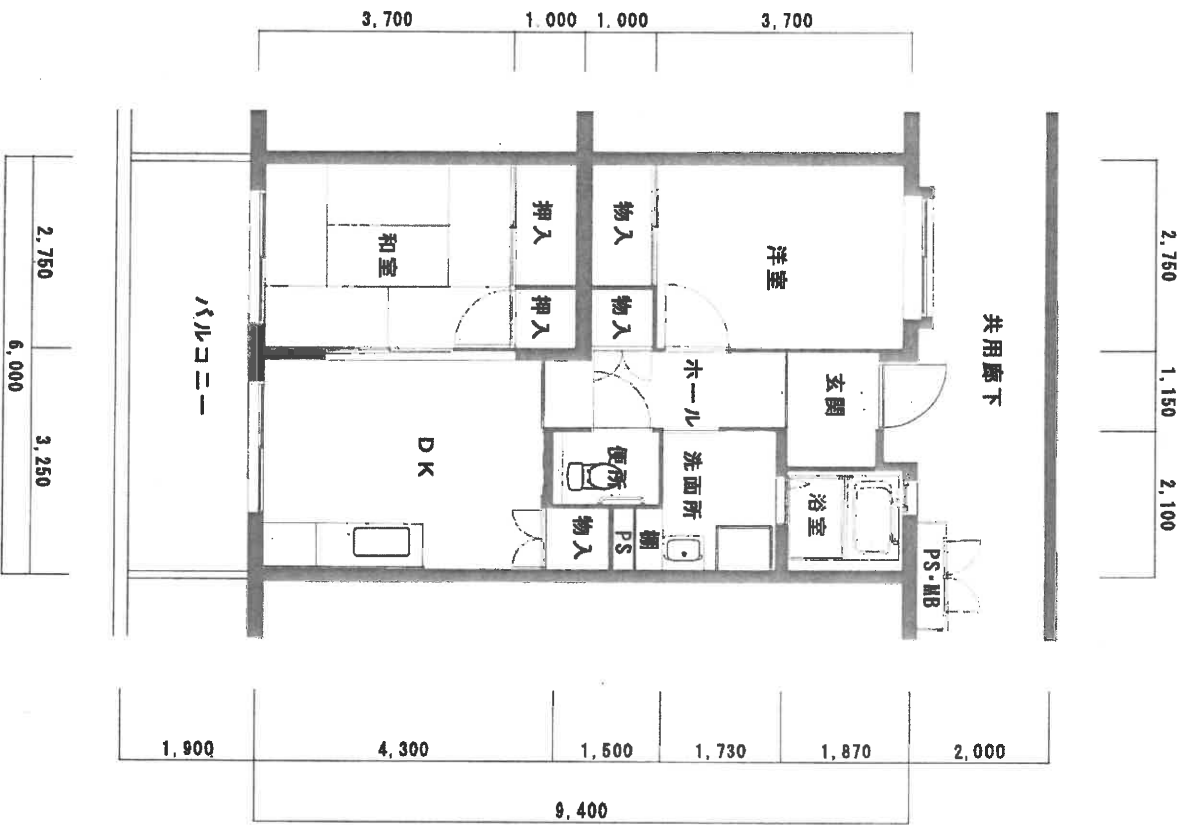 3,700
1.000
1.000
3,700
2,750
3,250
6,000
バルコニー
和室
押入
押入
物入
物入
洋室
ホール
玄関
共用廊下
DK
便所
洗面所
浴室
物入
PS
棚
PS・MB
2,750
1,150
2,100
1,900
4,300
1,500
1,730
1,870
2,000
9,400